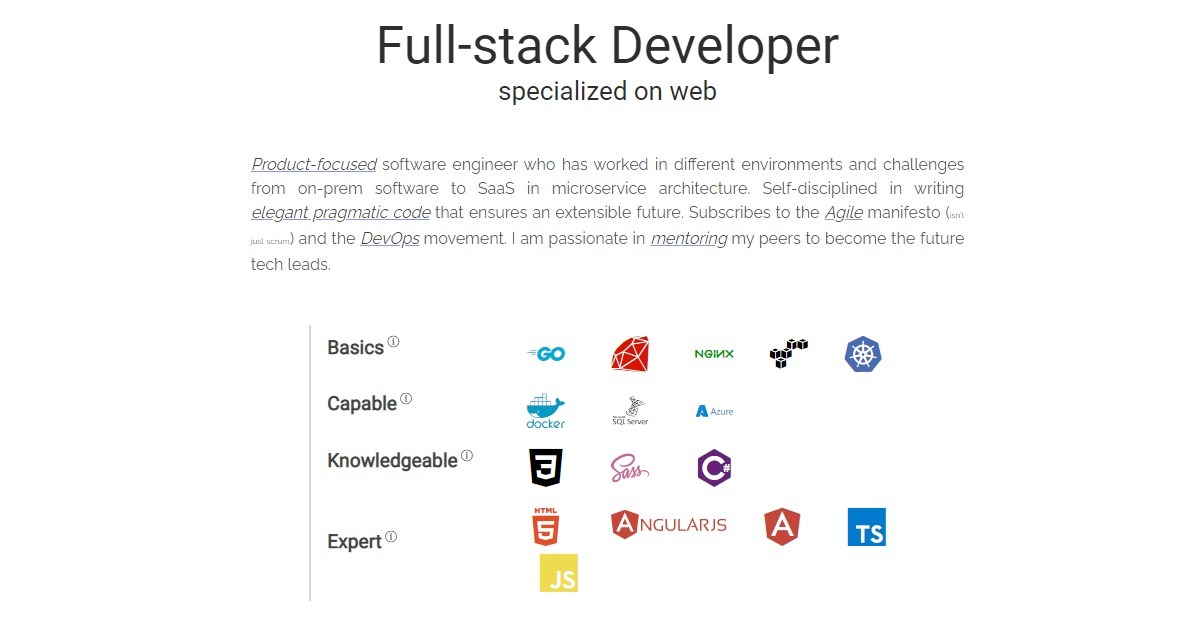 Full-stack Developer
specialized on web
Product-focused software engineer who has worked in different environments and challenges
from on-prem software to SaaS in microservice architecture. Self-disciplined in writing
elegant pragmatic code that ensures an extensible future. Subscribes to the Agile manifesto (isn't
just scrum) and the DevOps movement. I am passionate in mentoring my peers to become the future
tech leads.
Basics GO NGINX
Capable docker Microsoft SQL Server Azure
Knowledgeable 3 Sass C#
Expert HTML 5 ANGULARJS A TS
JS